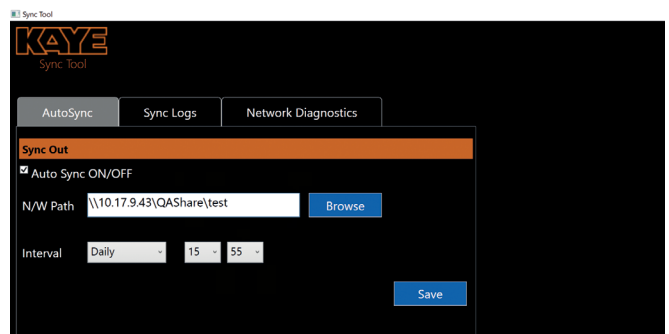 Sync Tool
KAYE
Sync Tool
AutoSync
Sync Logs
Network Diagnostics
Sync Out
Auto Sync ON/OFF
N/W Path
\\10.17.9.43\QAShare\test
Browse
Interval
Daily
15
55
Save